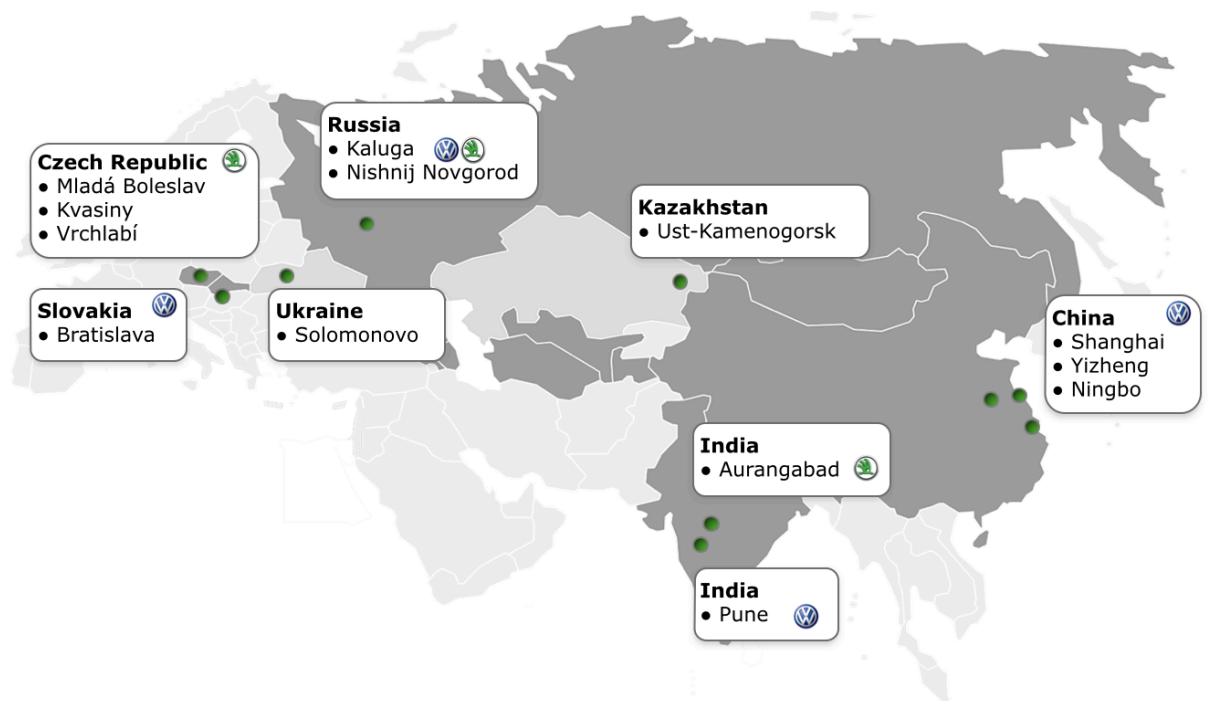 Russia
• Kaluga
• Nishnij Novgorod
Czech Republic
• Mladá Boleslav
• Kvasiny
• Vrchlabí
Kazakhstan
• Ust-Kamenogorsk
Slovakia
• Bratislava
Ukraine
• Solomonovo
China
• Shanghai
• Yizheng
• Ningbo
India
• Aurangabad
India
• Pune